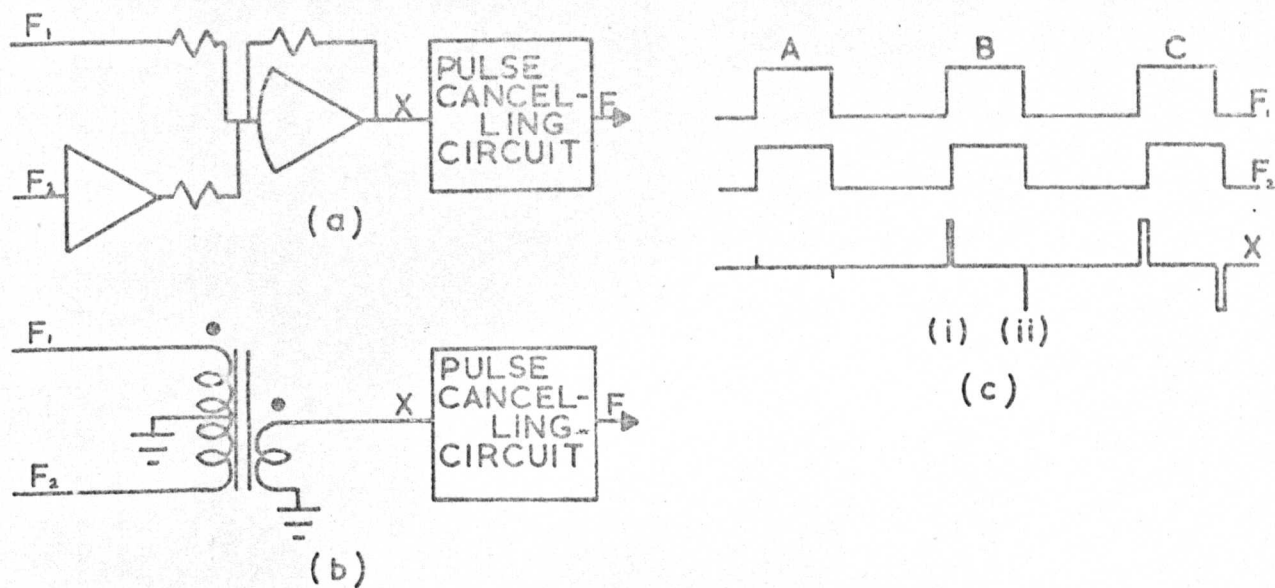 F₁
F₂
X
PULSE
CANCEL-
LING
CIRCUIT
F
(a)
F₁
F₂
X
PULSE
CANCEL-
LING
CIRCUIT
F
(b)
A B C
F₁
F₂
X
(i) (ii)
(c)